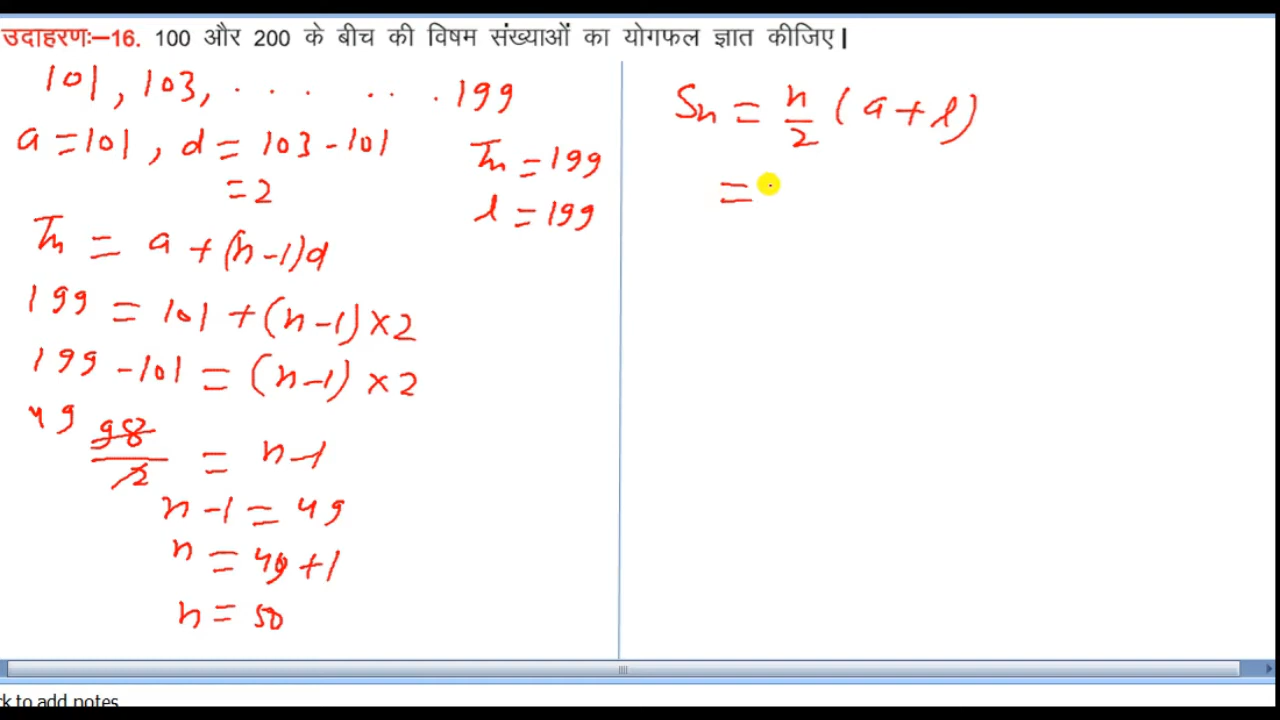 उदाहरणः–16. 100 और 200 के बीच की विषम संख्याओं का योगफल ज्ञात कीजिए।
101, 103, . . . . . . . 199
a = 101, d = 103 - 101
= 2
Tn = 199
l = 199
Tn = a + (n-1)d
199 = 101 + (n-1) × 2
199 - 101 = (n-1) × 2
49 98/2 = n-1
n-1 = 49
n = 49+1
n = 50
Sn = n/2 (a+l)
=
ck to add notes